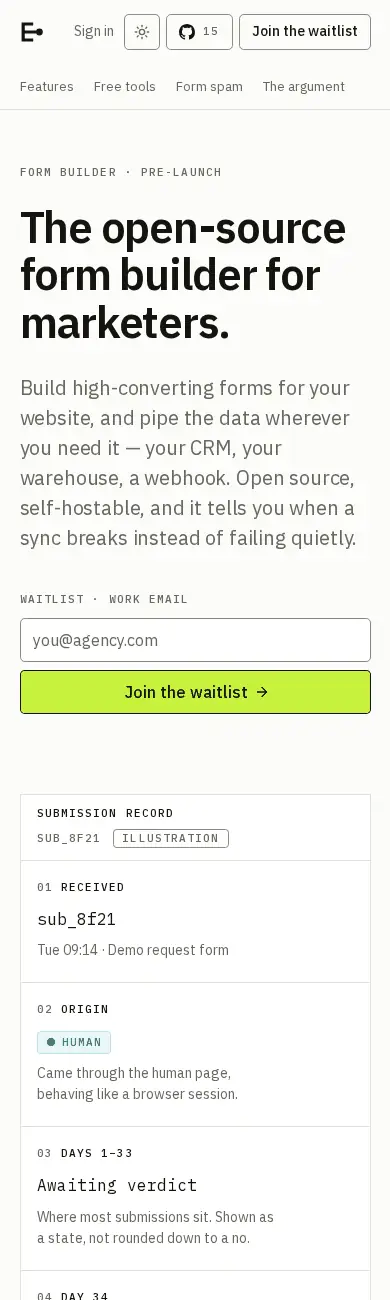 Sign in
15
Join the waitlist
Features Free tools Form spam The argument
FORM BUILDER · PRE-LAUNCH
The open-source
form builder for
marketers.
Build high-converting forms for your
website, and pipe the data wherever
you need it — your CRM, your
warehouse, a webhook. Open source,
self-hostable, and it tells you when a
sync breaks instead of failing quietly.
WAITLIST · WORK EMAIL
you@agency.com
Join the waitlist →
SUBMISSION RECORD
SUB_8F21 ILLUSTRATION
01 RECEIVED
sub_8f21
Tue 09:14 · Demo request form
02 ORIGIN
HUMAN
Came through the human page,
behaving like a browser session.
03 DAYS 1–33
Awaiting verdict
Where most submissions sit. Shown as
a state, not rounded down to a no.
04 DAY 34